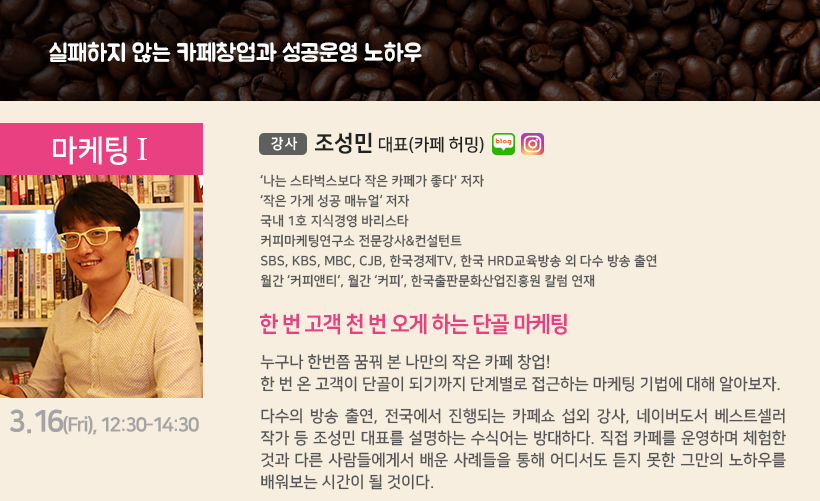 실패하지 않는 카페창업과 성공운영 노하우
마케팅 I
강사 조성민 대표(카페 허밍) blog
‘나는 스타벅스보다 작은 카페가 좋다’ 저자
‘작은 가게 성공 매뉴얼’ 저자
국내 1호 지식경영 바리스타
커피마케팅연구소 전문강사&컨설턴트
SBS, KBS, MBC, CJB, 한국경제TV, 한국 HRD교육방송 외 다수 방송 출연
월간 ‘커피앤티’, 월간 ‘커피’, 한국출판문화산업진흥원 칼럼 연재
한 번 고객 천 번 오게 하는 단골 마케팅
누구나 한번쯤 꿈꿔 본 나만의 작은 카페 창업!
한 번 온 고객이 단골이 되기까지 단계별로 접근하는 마케팅 기법에 대해 알아보자.
다수의 방송 출연, 전국에서 진행되는 카페쇼 섭외 강사, 네이버도서 베스트셀러
작가 등 조성민 대표를 설명하는 수식어는 방대하다. 직접 카페를 운영하며 체험한
것과 다른 사람들에게서 배운 사례들을 통해 어디서도 듣지 못한 그만의 노하우를
배워보는 시간이 될 것이다.
3.16(Fri), 12:30-14:30